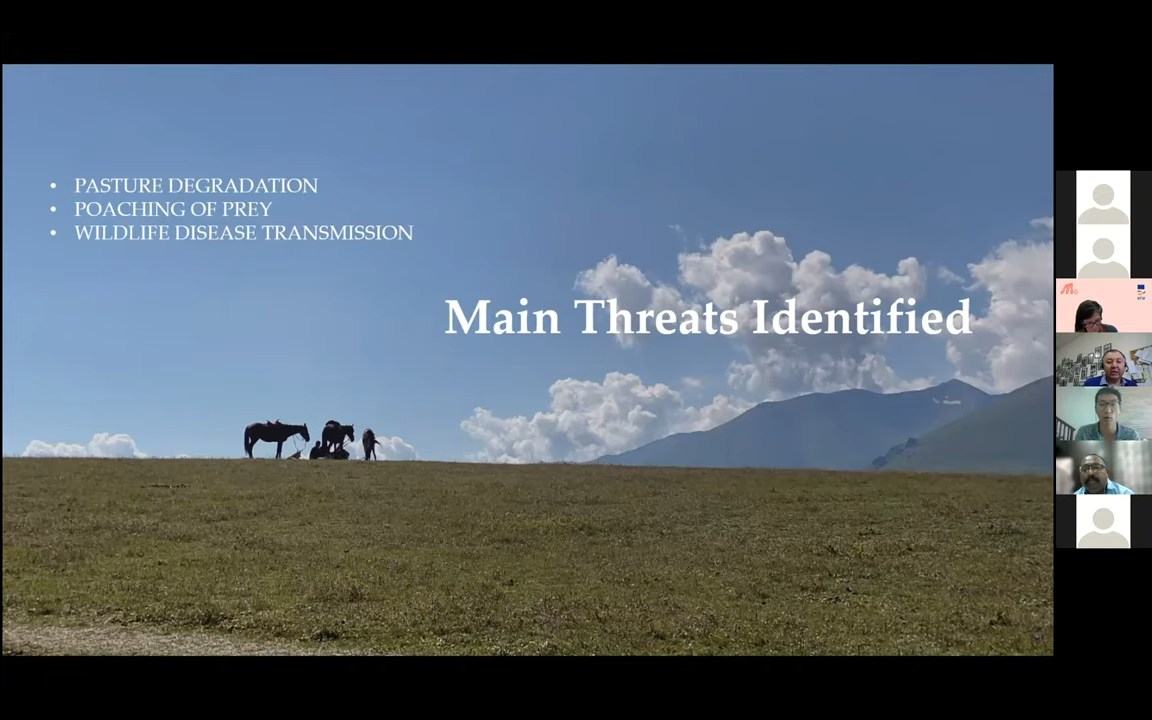 • PASTURE DEGRADATION
• POACHING OF PREY
• WILDLIFE DISEASE TRANSMISSION
Main Threats Identified